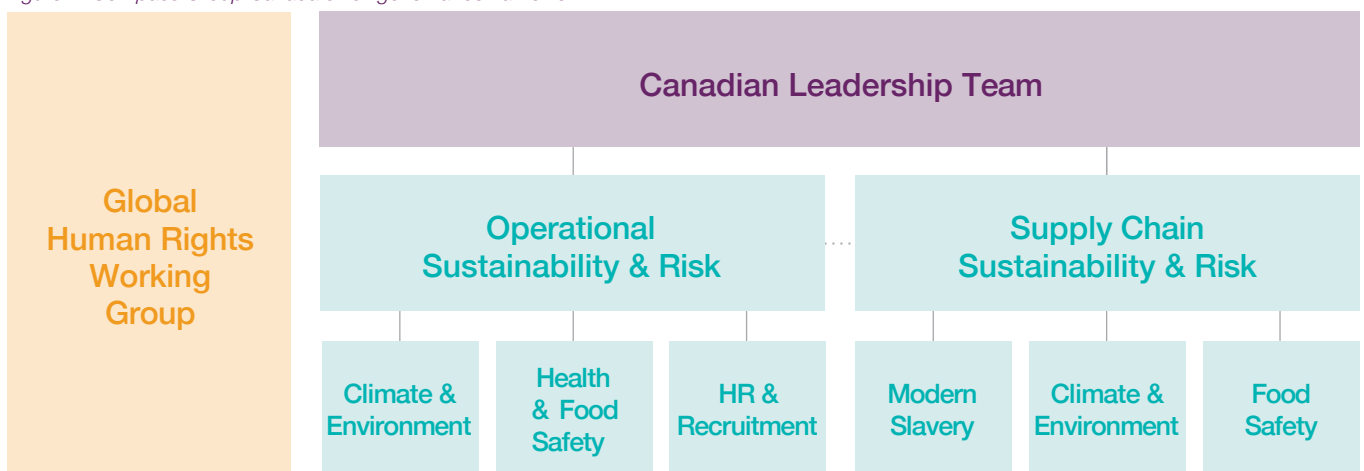 Global
Human Rights
Working
Group
Canadian Leadership Team
Operational
Sustainability & Risk
Supply Chain
Sustainability & Risk
Climate &
Environment
Health
& Food
Safety
HR &
Recruitment
Modern
Slavery
Climate &
Environment
Food
Safety